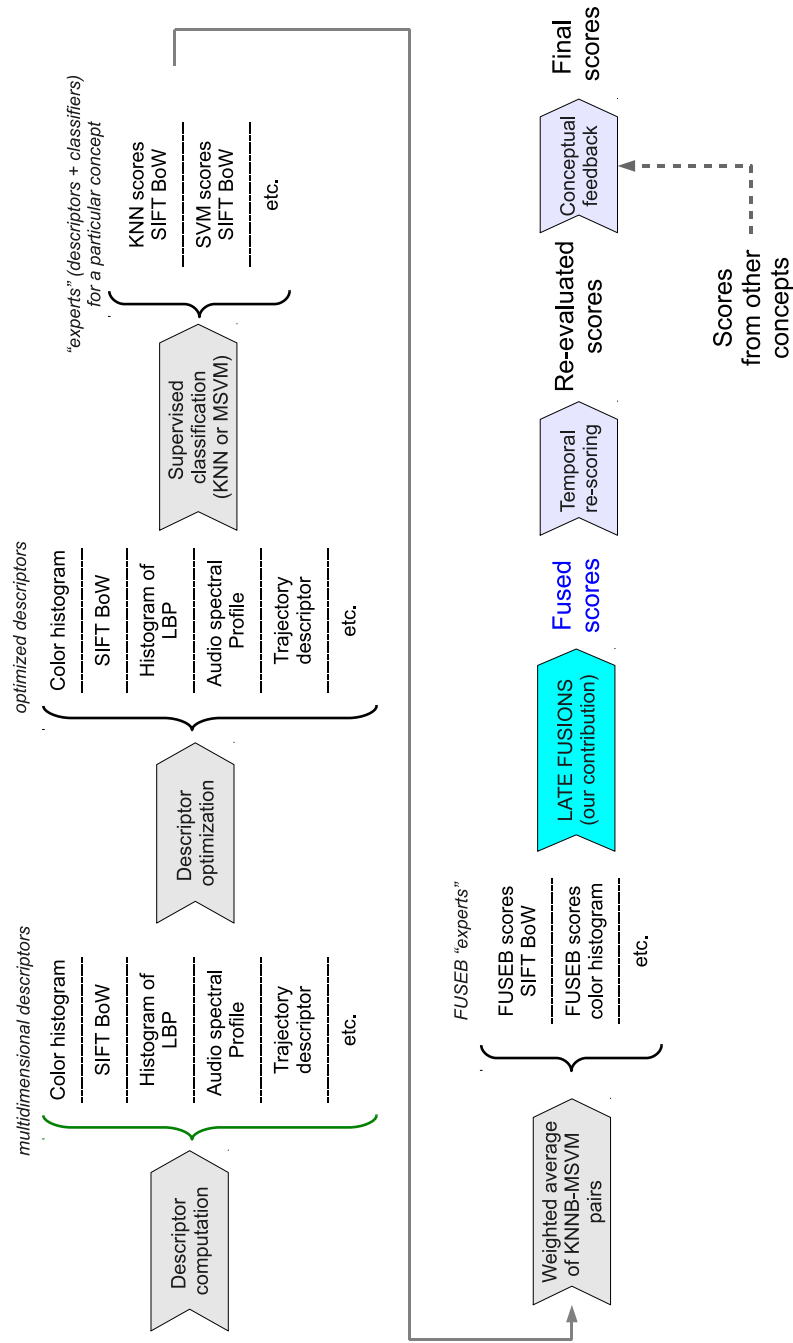 Descriptor
computation
multidimensional descriptors
Color histogram
SIFT BoW
Histogram of
LBP
Audio spectral
Profile
Trajectory
descriptor
etc.
Descriptor
optimization
optimized descriptors
Color histogram
SIFT BoW
Histogram of
LBP
Audio spectral
Profile
Trajectory
descriptor
etc.
Supervised
classification
(KNN or MSVM)
“experts” (descriptors + classifiers)
for a particular concept
KNN scores
SIFT BoW
SVM scores
SIFT BoW
etc.
Weighted average
of KNNB-MSVM
pairs
FUSEB “experts”
FUSEB scores
SIFT BoW
FUSEB scores
color histogram
etc.
LATE FUSIONS
(our contribution)
Fused
scores
Temporal
re-scoring
Re-evaluated
scores
Conceptual
feedback
Final
scores
Scores
from other
concepts